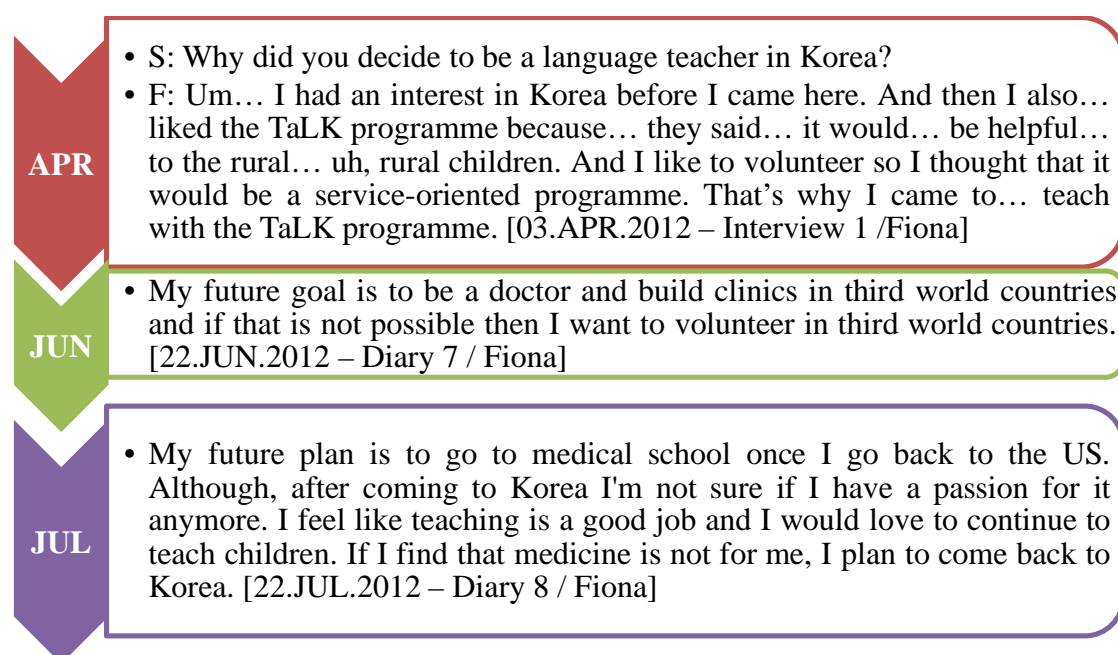 • S: Why did you decide to be a language teacher in Korea?
• F: Um… I had an interest in Korea before I came here. And then I also…
liked the TaLK programme because… they said… it would… be helpful…
to the rural… uh, rural children. And I like to volunteer so I thought that it
would be a service-oriented programme. That’s why I came to… teach
with the TaLK programme. [03.APR.2012 – Interview 1 /Fiona]
APR
• My future goal is to be a doctor and build clinics in third world countries
and if that is not possible then I want to volunteer in third world countries.
[22.JUN.2012 – Diary 7 / Fiona]
JUN
• My future plan is to go to medical school once I go back to the US.
Although, after coming to Korea I'm not sure if I have a passion for it
anymore. I feel like teaching is a good job and I would love to continue to
teach children. If I find that medicine is not for me, I plan to come back to
Korea. [22.JUL.2012 – Diary 8 / Fiona]
JUL